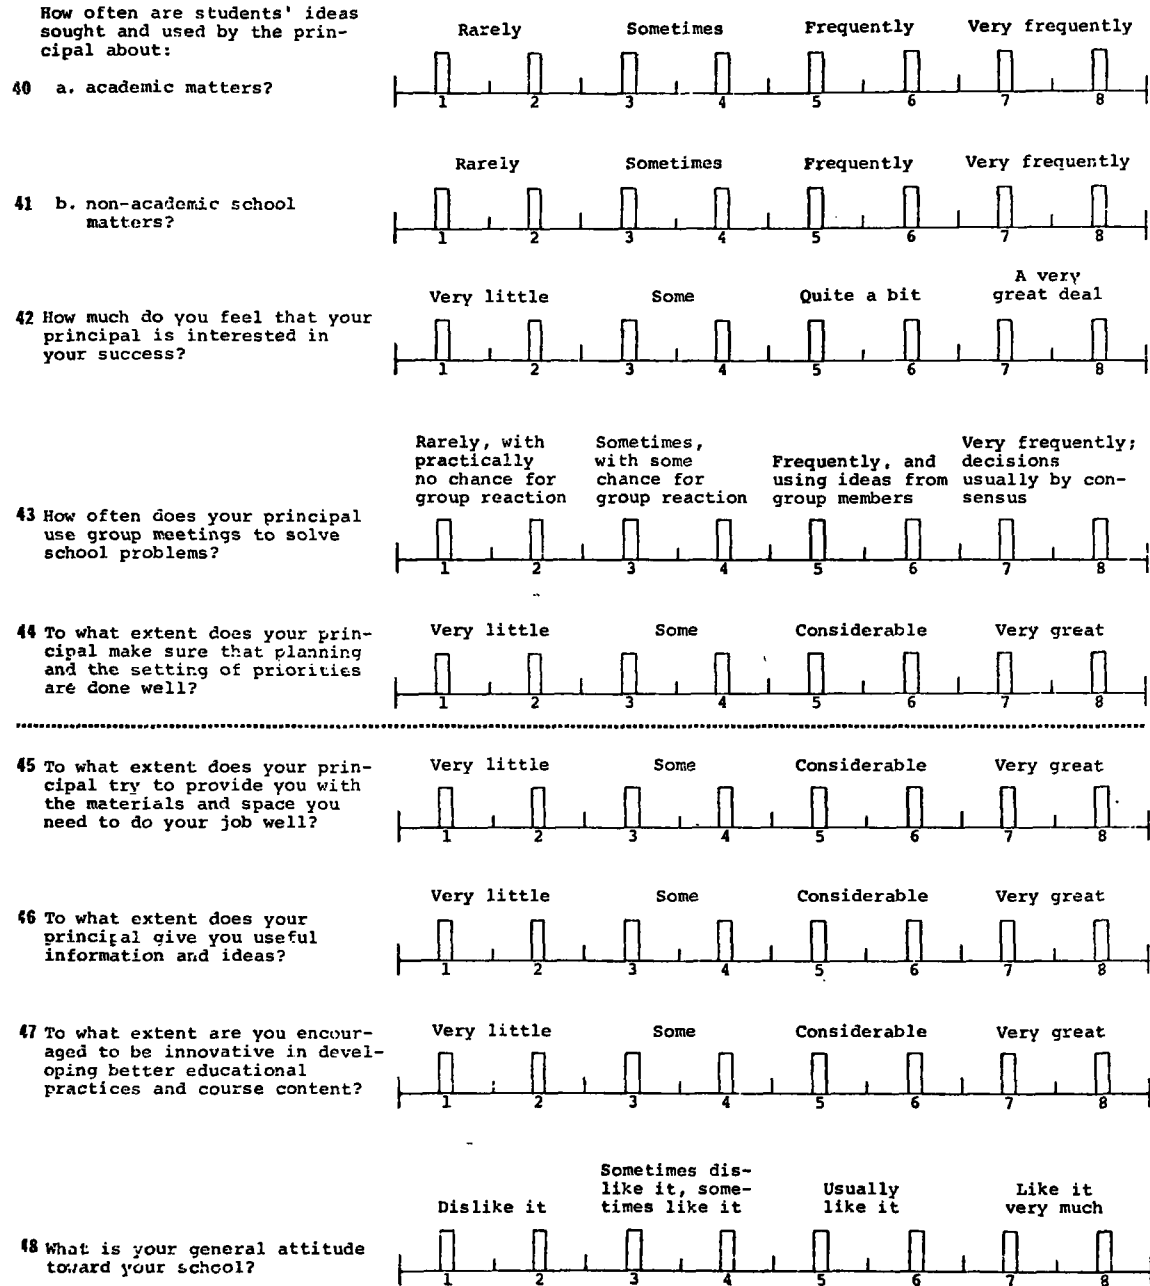 How often are students' ideas
sought and used by the prin-
cipal about:
Rarely Sometimes Frequently Very frequently
40 a. academic matters?
1 2 3 4 5 6 7 8
Rarely Sometimes Frequently Very frequently
41 b. non-academic school
matters?
1 2 3 4 5 6 7 8
Very little Some Quite a bit A very
great deal
42 How much do you feel that your
principal is interested in
your success?
1 2 3 4 5 6 7 8
Rarely, with
practically
no chance for
group reaction
Sometimes,
with some
chance for
group reaction
Frequently, and
using ideas from
group members
Very frequently;
decisions
usually by con-
sensus
43 How often does your principal
use group meetings to solve
school problems?
1 2 3 4 5 6 7 8
Very little Some Considerable Very great
44 To what extent does your prin-
cipal make sure that planning
and the setting of priorities
are done well?
1 2 3 4 5 6 7 8
Very little Some Considerable Very great
45 To what extent does your prin-
cipal try to provide you with
the materials and space you
need to do your job well?
1 2 3 4 5 6 7 8
Very little Some Considerable Very great
46 To what extent does your
principal give you useful
information and ideas?
1 2 3 4 5 6 7 8
Very little Some Considerable Very great
47 To what extent are you encour-
aged to be innovative in devel-
oping better educational
practices and course content?
1 2 3 4 5 6 7 8
Dislike it
Sometimes dis-
like it, some-
times like it
Usually
like it
Like it
very much
48 What is your general attitude
toward your school?
1 2 3 4 5 6 7 8